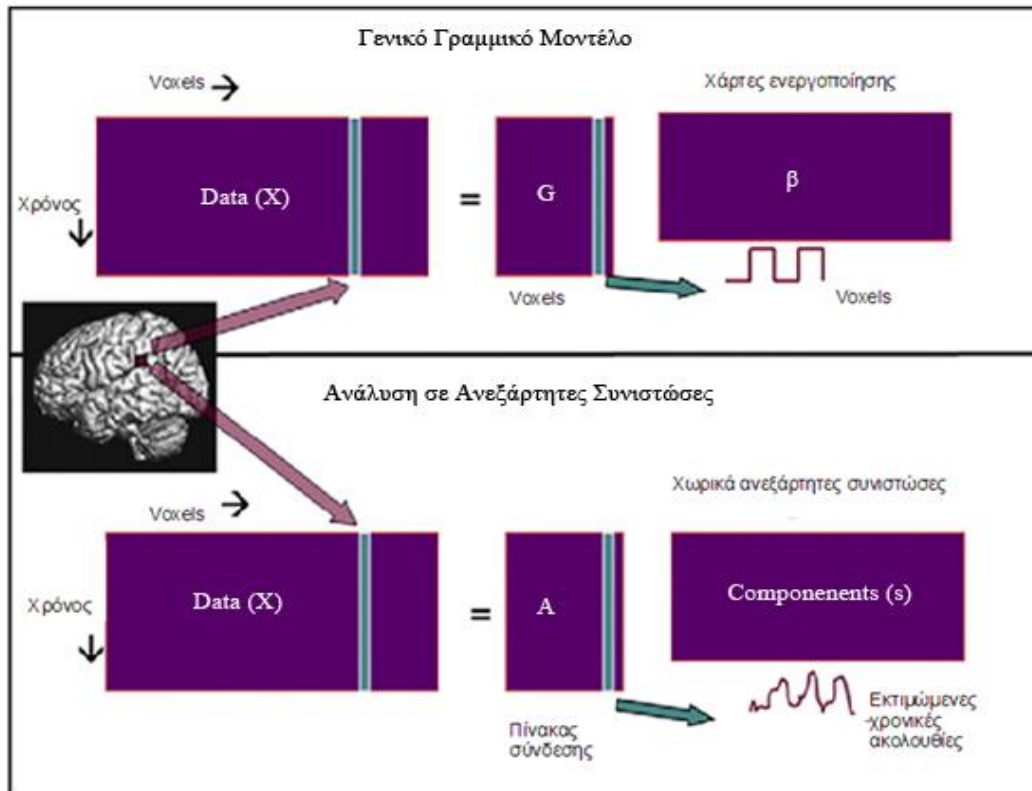 Γενικό Γραμμικό Μοντέλο
Voxels →
Χάρτες ενεργοποίησης
Χρόνος
↓
Data (X)
=
G
β
Voxels
Voxels
Ανάλυση σε Ανεξάρτητες Συνιστώσες
Χωρικά ανεξάρτητες συνιστώσες
Voxels →
Χρόνος
↓
Data (X)
=
A
Componenents (s)
Πίνακας
σύνδεσης
Εκτιμώμενες
-χρονικές
ακολουθίες